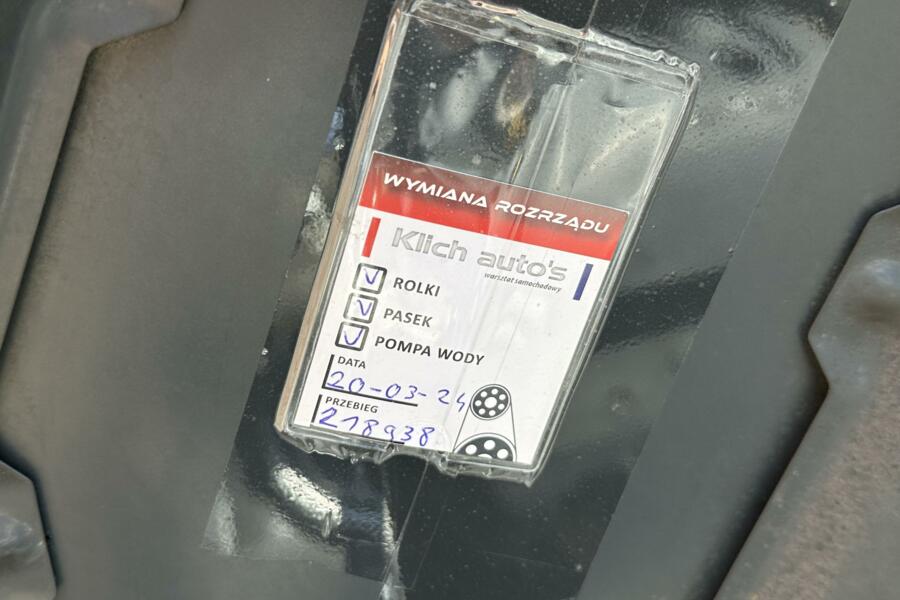 WYMIANA ROZRZĄDU
Klich auto's
warsztat samochodowy
ROLKI
PASEK
POMPA WODY
DATA
20-03-24
PRZEBIEG
218938